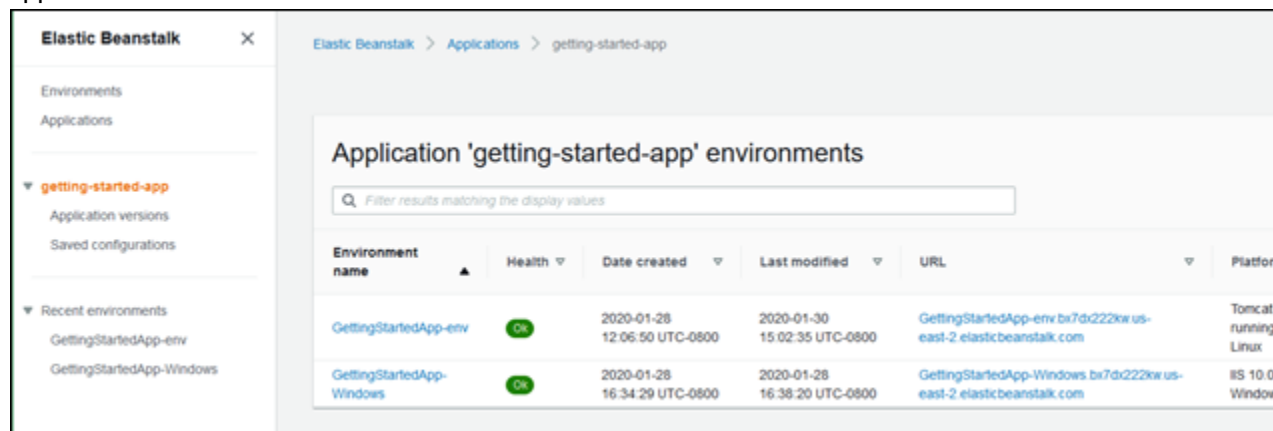 Elastic Beanstalk
Environments
Applications
getting-started-app
Application versions
Saved configurations
Recent environments
GettingStartedApp-env
GettingStartedApp-Windows
Elastic Beanstalk > Applications > getting-started-app
Application 'getting-started-app' environments
Filter results matching the display values
Environment
name
Health
Date created
Last modified
URL
GettingStartedApp-env
Ok
2020-01-28
12:06:50 UTC-0800
2020-01-30
15:02:35 UTC-0800
GettingStartedApp-env.bx7dx222kw.us-
east-2.elasticbeanstalk.com
Tomcat
running
Linux
GettingStartedApp-
Windows
Ok
2020-01-28
16:34:29 UTC-0800
2020-01-28
16:38:20 UTC-0800
GettingStartedApp-Windows.bx7dx222kw.us-
east-2.elasticbeanstalk.com
IIS 10.0